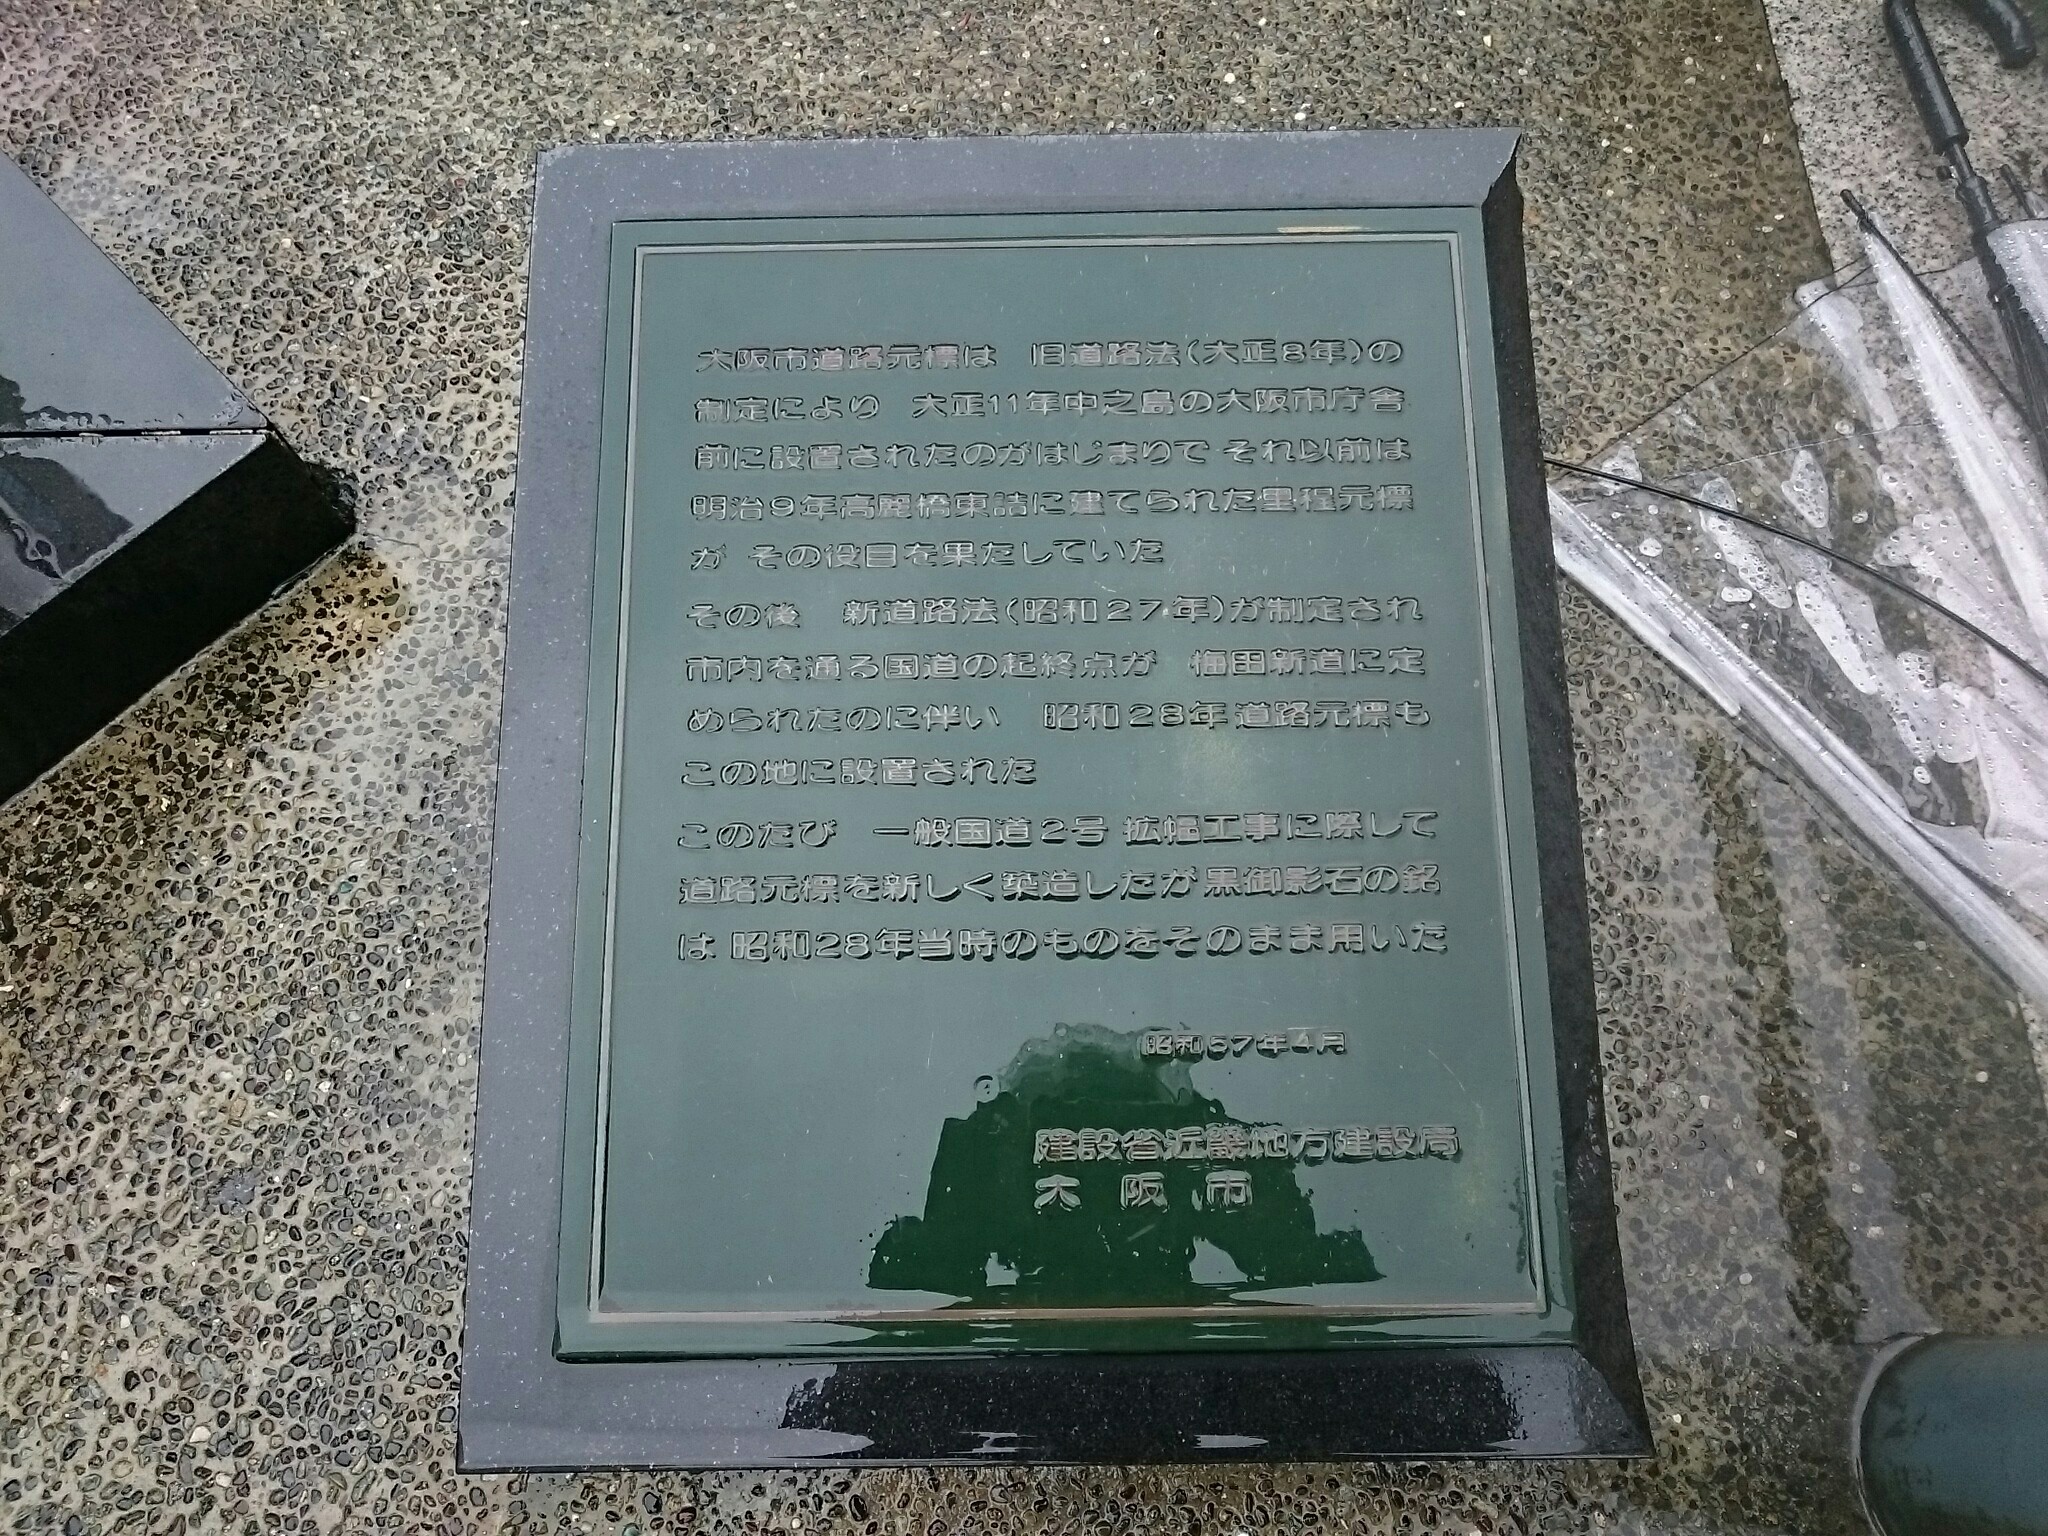 大阪市道路元標は　旧道路法(大正8年)の
制定により　大正11年中之島の大阪市庁舎
前に設置されたのがはじまりで それ以前は
明治9年高麗橋東詰に建てられた里程元標
が その役目を果たしていた
その後　新道路法(昭和27年)が制定され
市内を通る国道の起終点が　梅田新道に定
められたのに伴い　昭和28年道路元標も
この地に設置された
このたび　一般国道2号 拡幅工事に際して
道路元標を新しく築造したが黒御影石の銘
は 昭和28年当時のものをそのまま用いた
昭和57年4月
建設省近畿地方建設局
大　阪　市